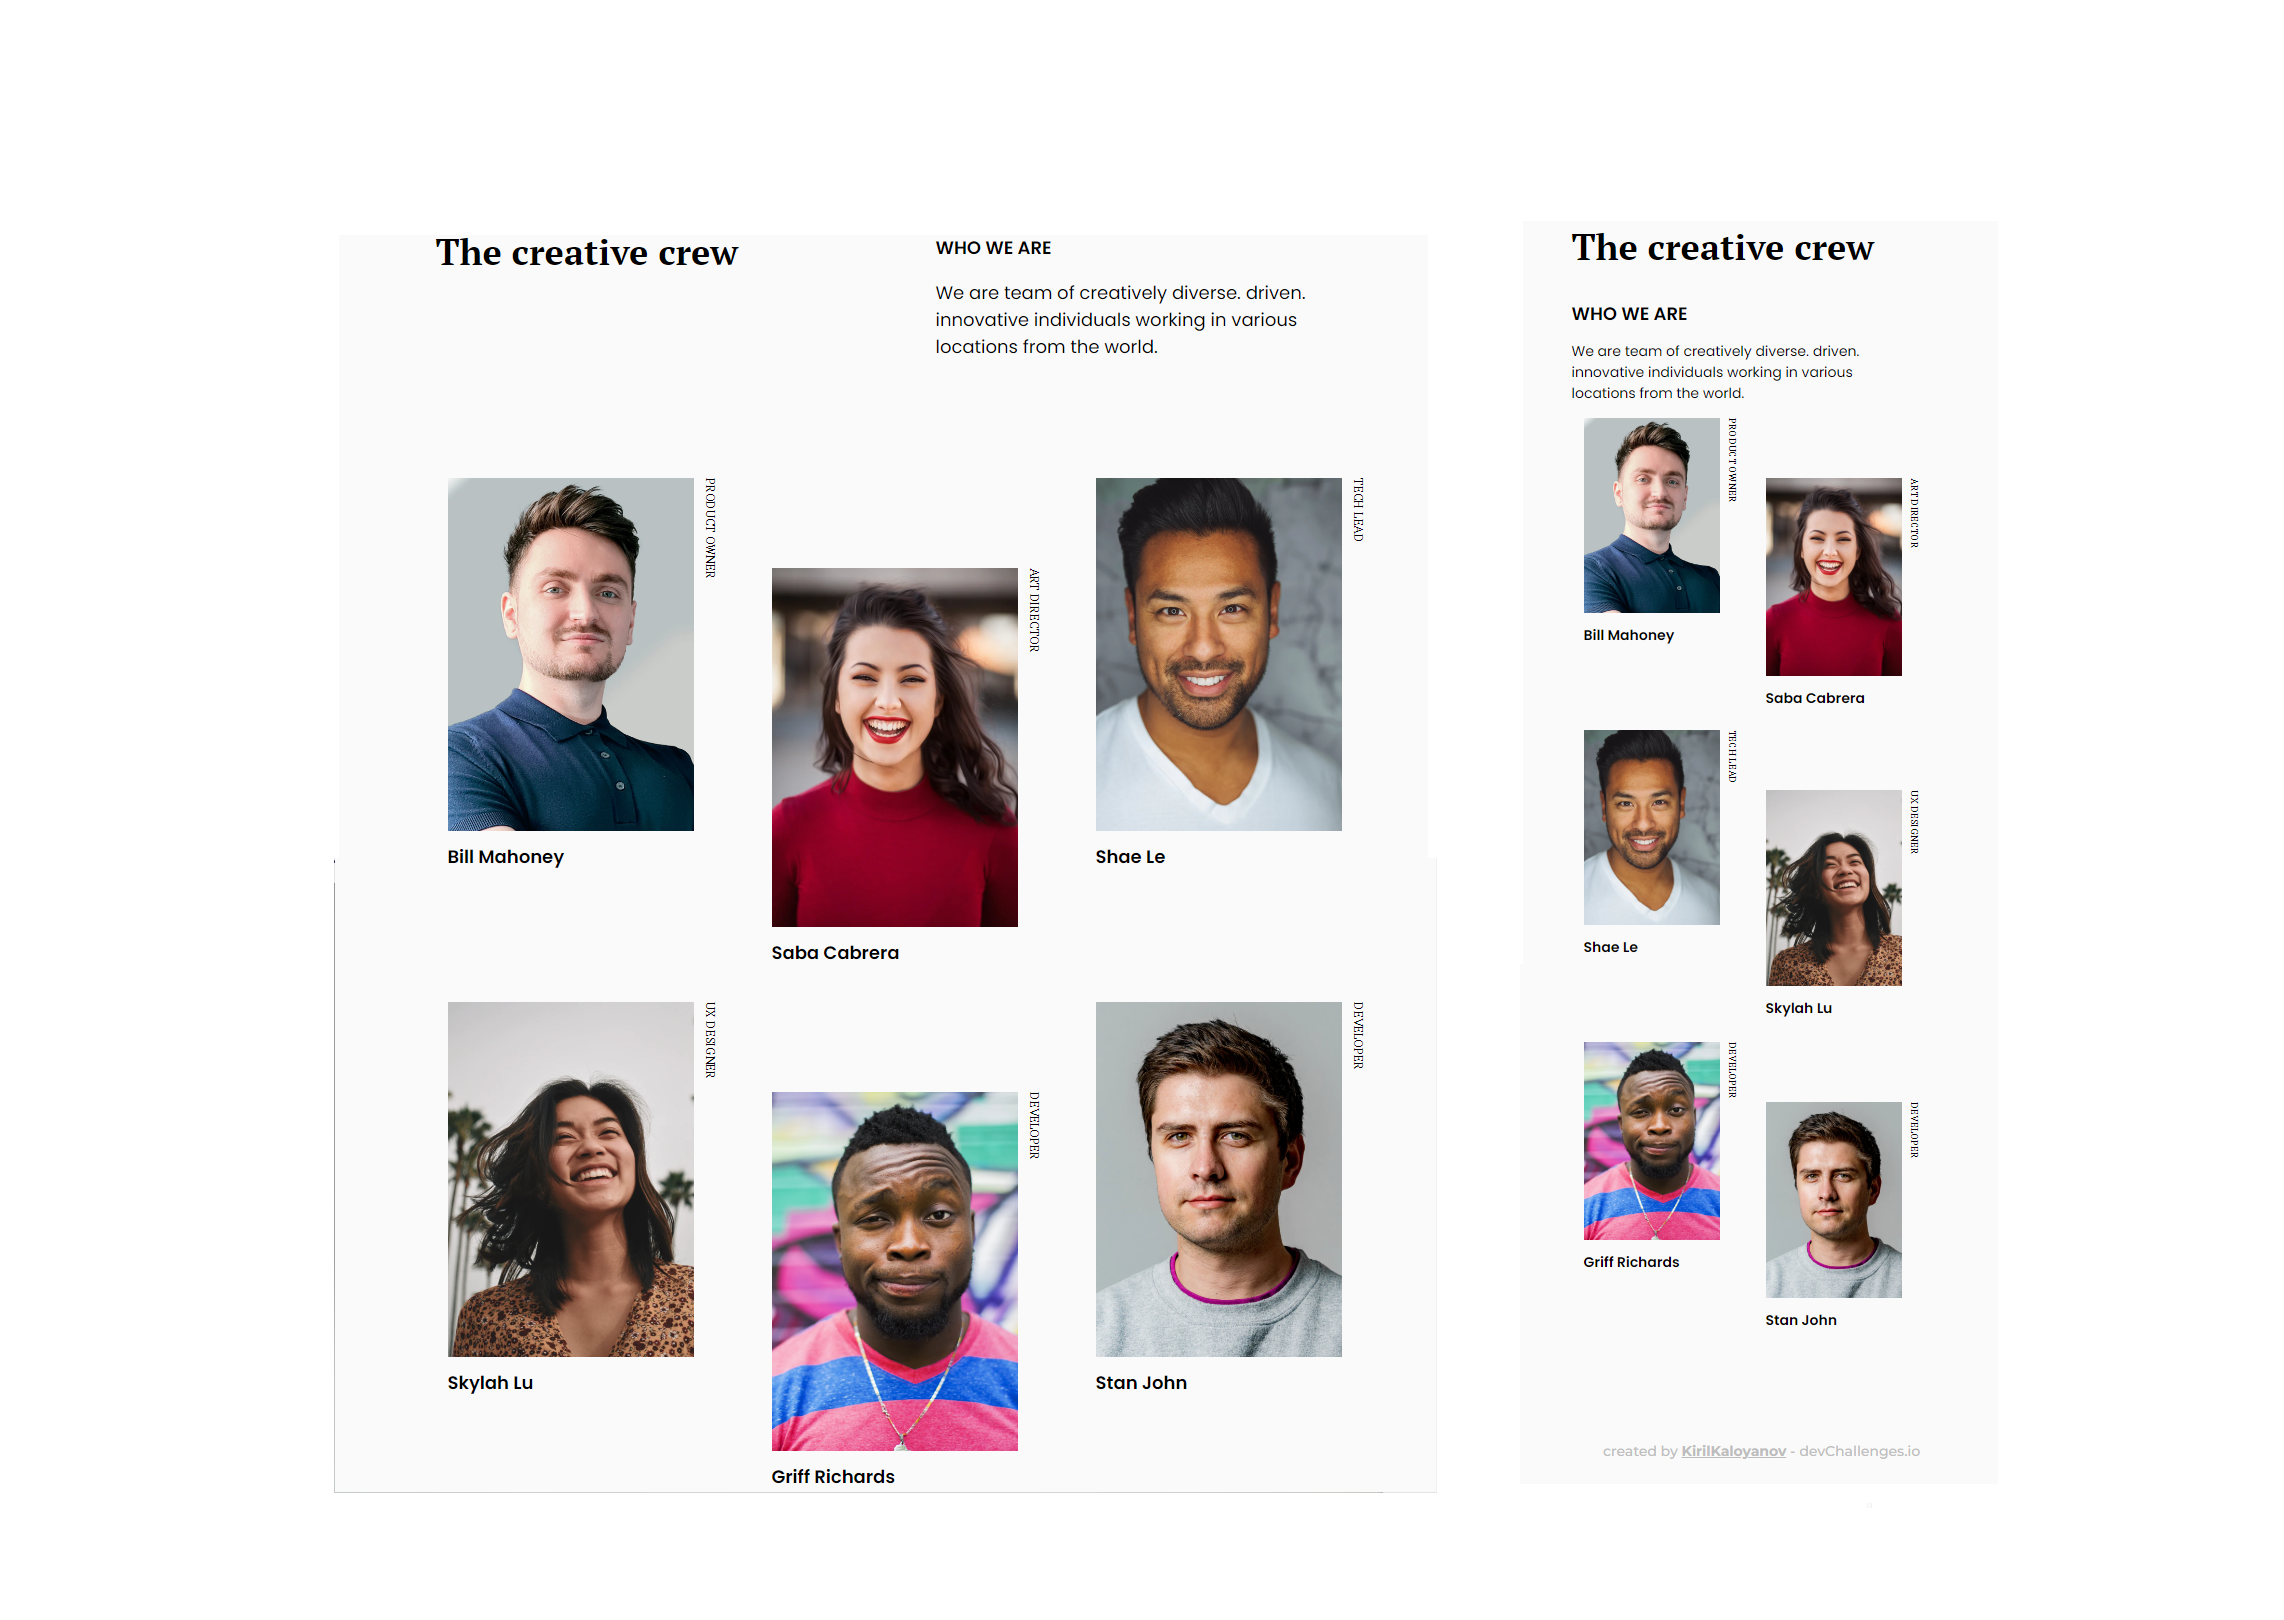 The creative crew
WHO WE ARE
We are team of creatively diverse. driven.
innovative individuals working in various
locations from the world.
PRODUCT OWNER
Bill Mahoney
ART DIRECTOR
Saba Cabrera
TECH LEAD
Shae Le
UX DESIGNER
Skylah Lu
DEVELOPER
Griff Richards
DEVELOPER
Stan John
The creative crew
WHO WE ARE
We are team of creatively diverse. driven.
innovative individuals working in various
locations from the world.
PRODUCT OWNER
Bill Mahoney
ART DIRECTOR
Saba Cabrera
TECH LEAD
Shae Le
UX DESIGNER
Skylah Lu
DEVELOPER
Griff Richards
DEVELOPER
Stan John
created by KirilKaloyanov - devChallenges.io